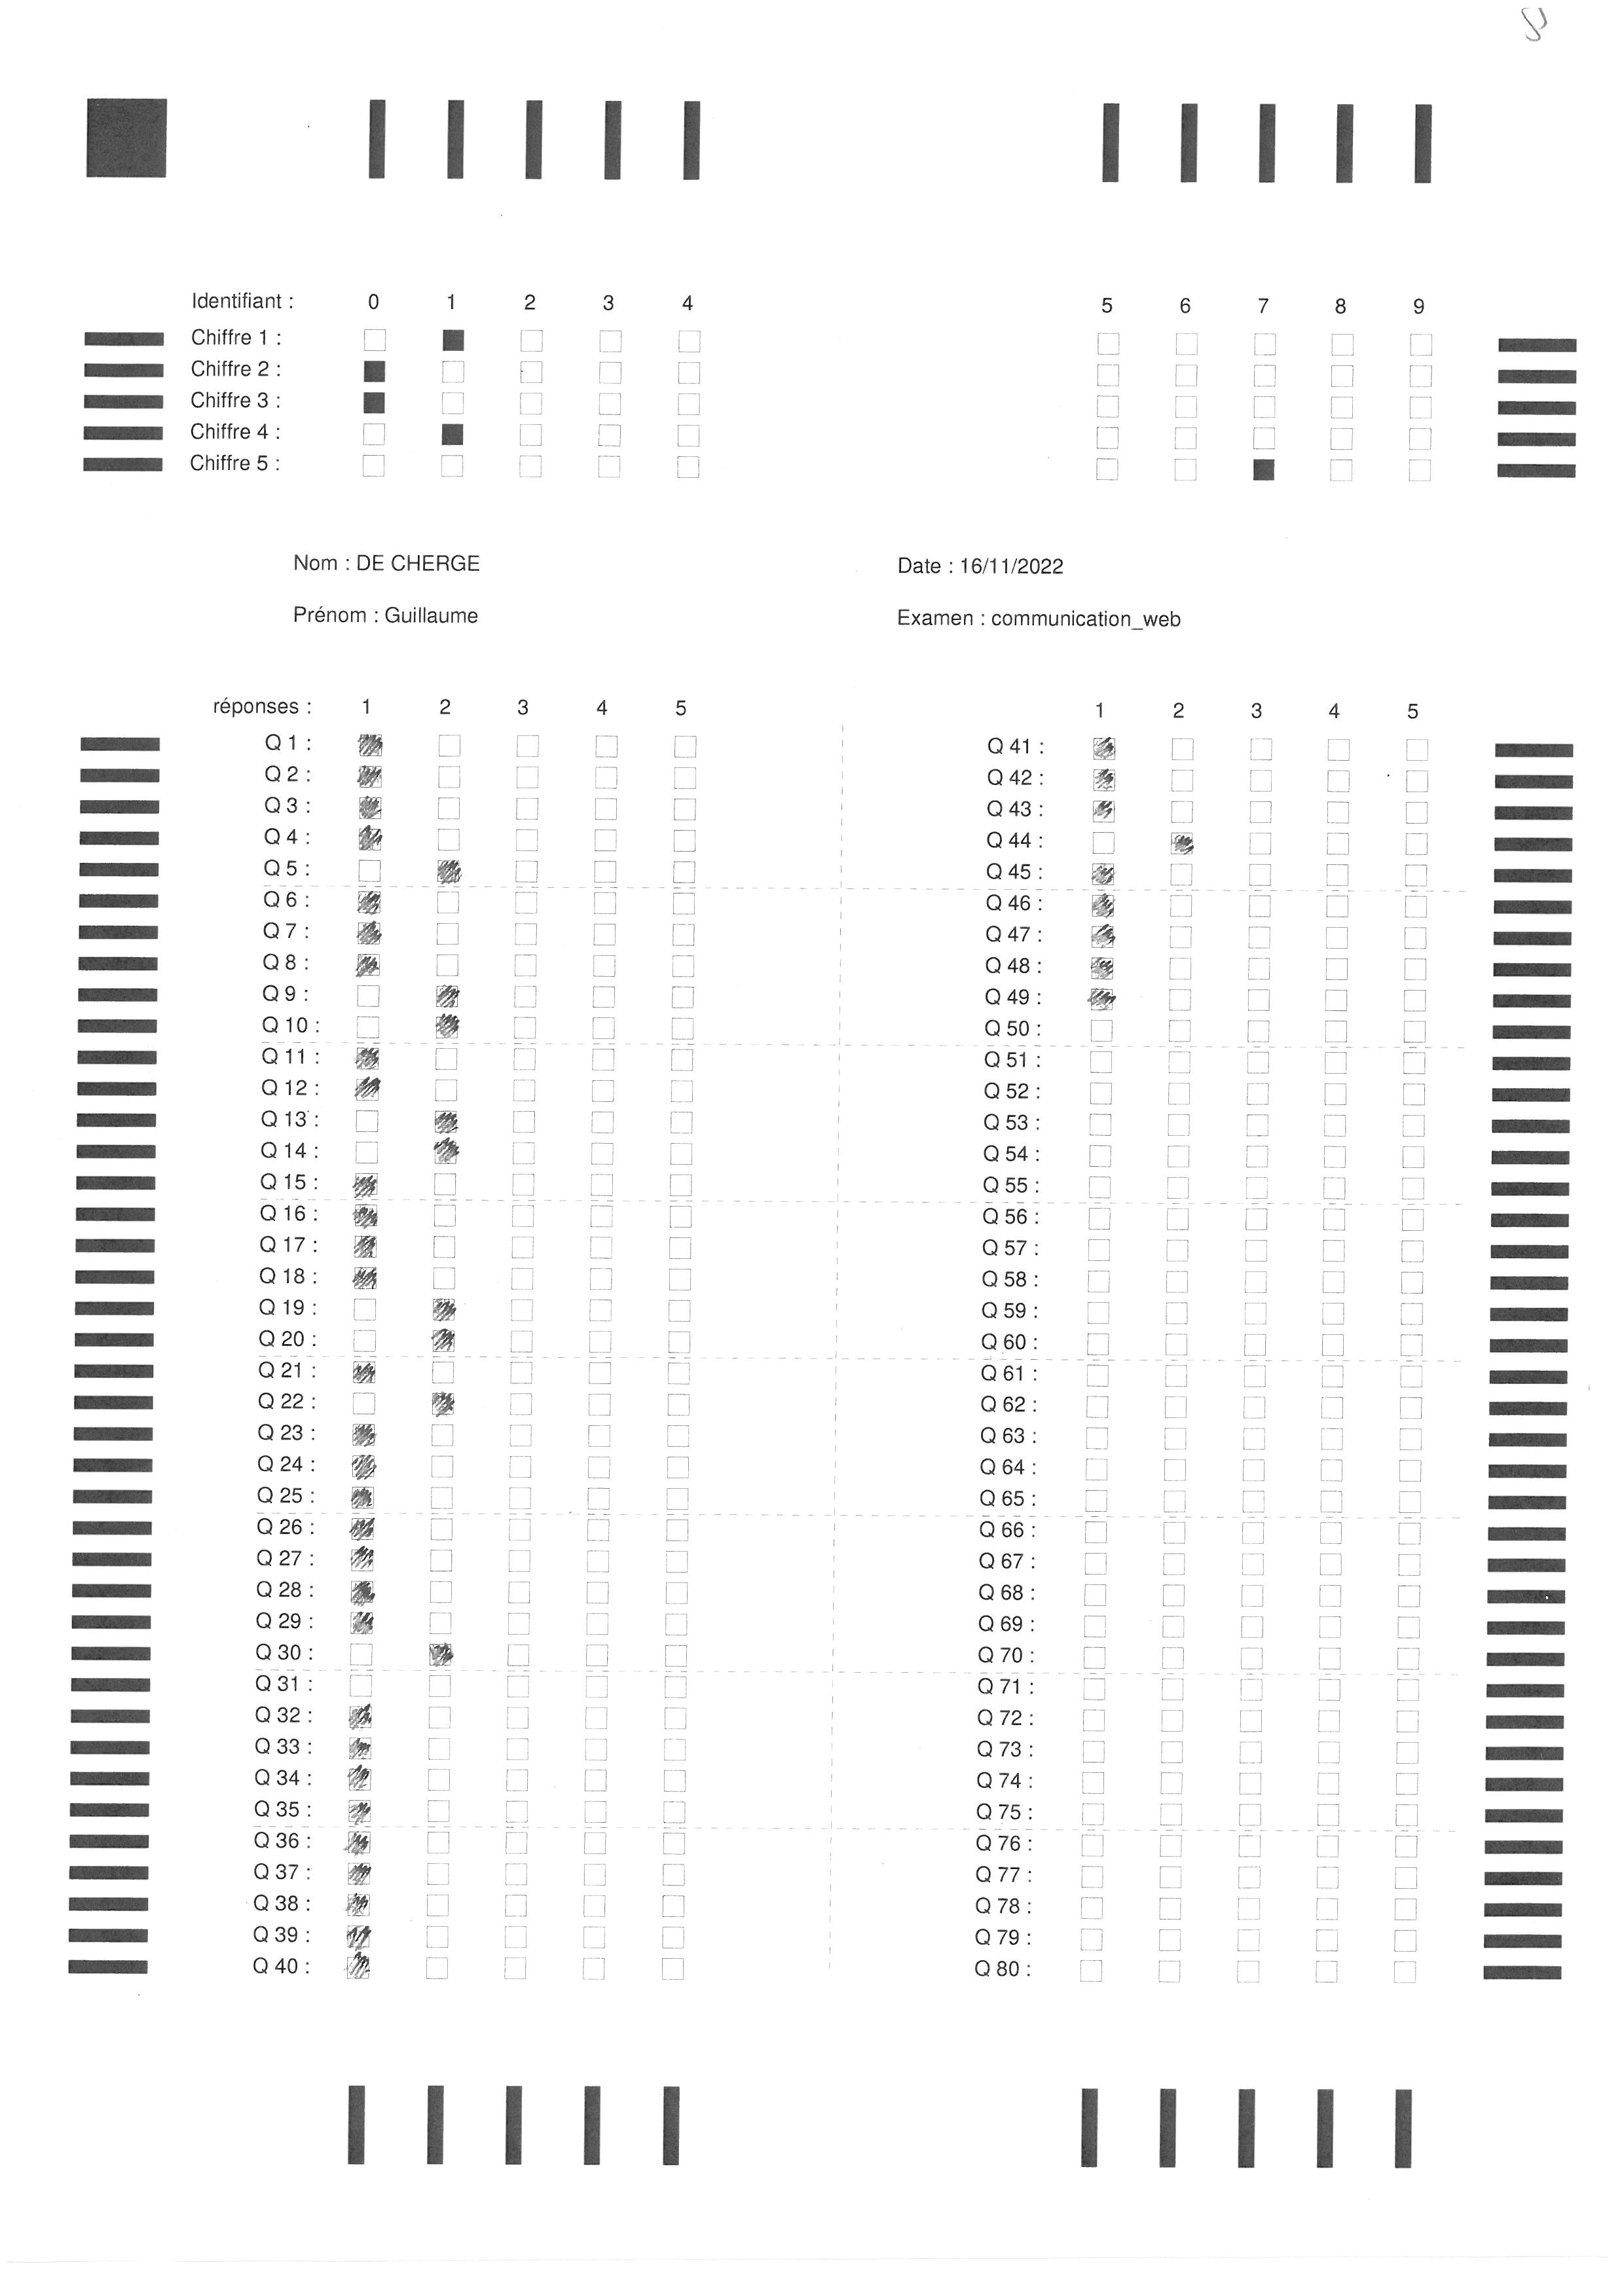 Identifiant : 0 1 2 3 4 5 6 7 8 9
Chiffre 1 :
Chiffre 2 :
Chiffre 3 :
Chiffre 4 :
Chiffre 5 :
Nom : DE CHERGE Date : 16/11/2022
Prénom : Guillaume Examen : communication_web
réponses : 1 2 3 4 5 1 2 3 4 5
Q 1 : Q 41 :
Q 2 : Q 42 :
Q 3 : Q 43 :
Q 4 : Q 44 :
Q 5 : Q 45 :
Q 6 : Q 46 :
Q 7 : Q 47 :
Q 8 : Q 48 :
Q 9 : Q 49 :
Q 10 : Q 50 :
Q 11 : Q 51 :
Q 12 : Q 52 :
Q 13 : Q 53 :
Q 14 : Q 54 :
Q 15 : Q 55 :
Q 16 : Q 56 :
Q 17 : Q 57 :
Q 18 : Q 58 :
Q 19 : Q 59 :
Q 20 : Q 60 :
Q 21 : Q 61 :
Q 22 : Q 62 :
Q 23 : Q 63 :
Q 24 : Q 64 :
Q 25 : Q 65 :
Q 26 : Q 66 :
Q 27 : Q 67 :
Q 28 : Q 68 :
Q 29 : Q 69 :
Q 30 : Q 70 :
Q 31 : Q 71 :
Q 32 : Q 72 :
Q 33 : Q 73 :
Q 34 : Q 74 :
Q 35 : Q 75 :
Q 36 : Q 76 :
Q 37 : Q 77 :
Q 38 : Q 78 :
Q 39 : Q 79 :
Q 40 : Q 80 :